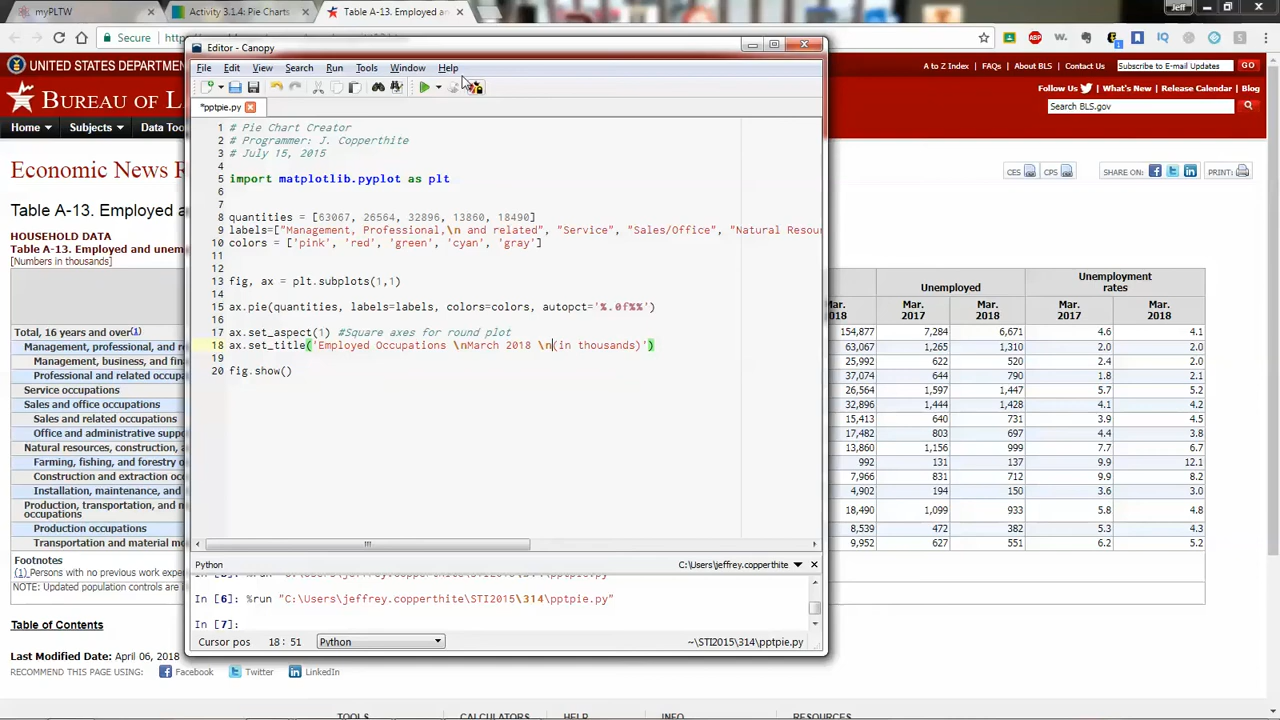 myPLTW
Activity 3.1.4: Pie Charts
Table A-13. Employed an
Jeff
Secure
UNITED STATES DEPARTM
A to Z Index | FAQs | About BLS | Contact Us Subscribe to E-mail Updates GO
BUREAU OF LA
Follow Us What's New | Release Calendar | Blog
Search BLS.gov
Home Subjects Data Tools
Economic News R
CES CPS SHARE ON: PRINT:
Table A-13. Employed a
HOUSEHOLD DATA
Table A-13. Employed and unem
[Numbers in thousands]
Unemployed
Unemployment rates
Mar. 2018 Mar. 2017 Mar. 2018 Mar. 2017 Mar. 2018
Total, 16 years and over(1) 154,877 7,284 6,671 4.6 4.1
Management, professional, and re 63,067 1,265 1,310 2.0 2.0
Management, business, and fin 25,992 622 520 2.4 2.0
Professional and related occup 37,074 644 790 1.8 2.1
Service occupations 26,564 1,597 1,447 5.7 5.2
Sales and office occupations 32,896 1,444 1,428 4.1 4.2
Sales and related occupations 15,413 640 731 3.9 4.5
Office and administrative suppo 17,482 803 697 4.4 3.8
Natural resources, construction, a 13,860 1,156 999 7.7 6.7
Farming, fishing, and forestry o 992 131 137 9.9 12.1
Construction and extraction occ 7,966 831 712 9.9 8.2
Installation, maintenance, and 4,902 194 150 3.6 3.0
Production, transportation, and m
occupations 18,490 1,099 933 5.8 4.8
Production occupations 8,539 472 382 5.3 4.3
Transportation and material mo 9,952 627 551 6.2 5.2
Footnotes
(1) Persons with no previous work exper
NOTE: Updated population controls are i
Table of Contents
Last Modified Date: April 06, 2018
RECOMMEND THIS PAGE USING: Facebook Twitter LinkedIn
TOOLS CALCULATORS HELP INFO RESOURCES
Editor - Canopy
File Edit View Search Run Tools Window Help
*pptpie.py
1 # Pie Chart Creator
2 # Programmer: J. Copperthite
3 # July 15, 2015
4
5 import matplotlib.pyplot as plt
6
7
8 quantities = [63067, 26564, 32896, 13860, 18490]
9 labels=["Management, Professional,\n and related", "Service", "Sales/Office", "Natural Resour
10 colors = ['pink', 'red', 'green', 'cyan', 'gray']
11
12
13 fig, ax = plt.subplots(1,1)
14
15 ax.pie(quantities, labels=labels, colors=colors, autopct='%.0f%%')
16
17 ax.set_aspect(1) #Square axes for round plot
18 ax.set_title('Employed Occupations \nMarch 2018 \n(in thousands)')
19
20 fig.show()
Python C:\Users\jeffrey.copperthite
In [6]: %run "C:\Users\jeffrey.copperthite\STI2015\314\pptpie.py"
In [7]:
Cursor pos 18: 51 Python ~\STI2015\314\pptpie.py